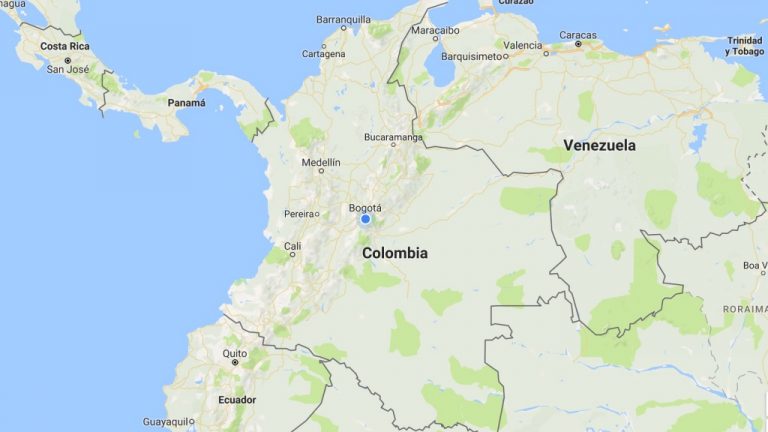 Curazao
Barranquilla
Maracaibo
Caracas
Cartagena
Barquisimeto
Valencia
Trinidad
y Tobago
Costa Rica
San José
Panamá
Bucaramanga
Venezuela
Medellín
Bogotá
Pereira
Cali
Colombia
RORAIMA
Quito
Ecuador
Guayaquil